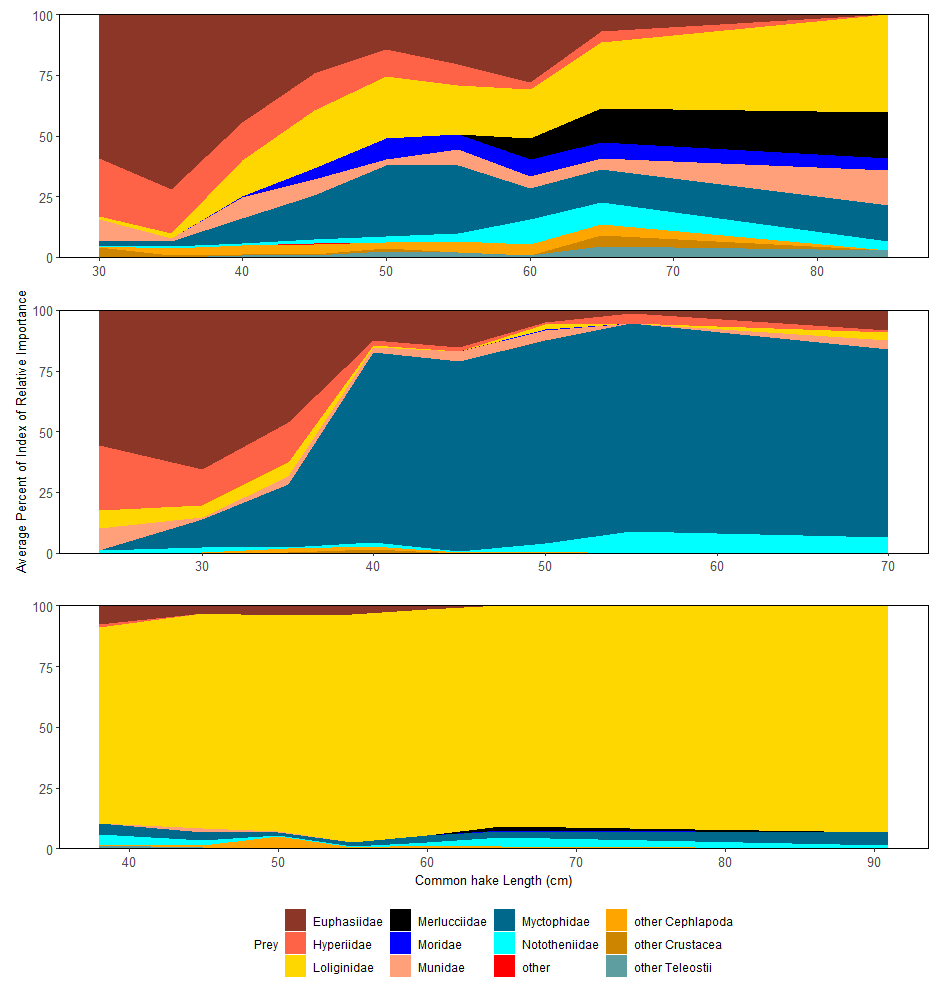 100
75
50
25
0
30 40 50 60 70 80
Average Percent of Index of Relative Importance
100
75
50
25
0
30 40 50 60 70
100
75
50
25
0
40 50 60 70 80 90
Common hake Length (cm)
Prey
Euphasiidae Merlucciidae Myctophidae other Cephlapoda
Hyperiidae Moridae Nototheniidae other Crustacea
Loliginidae Munidae other other Teleostii